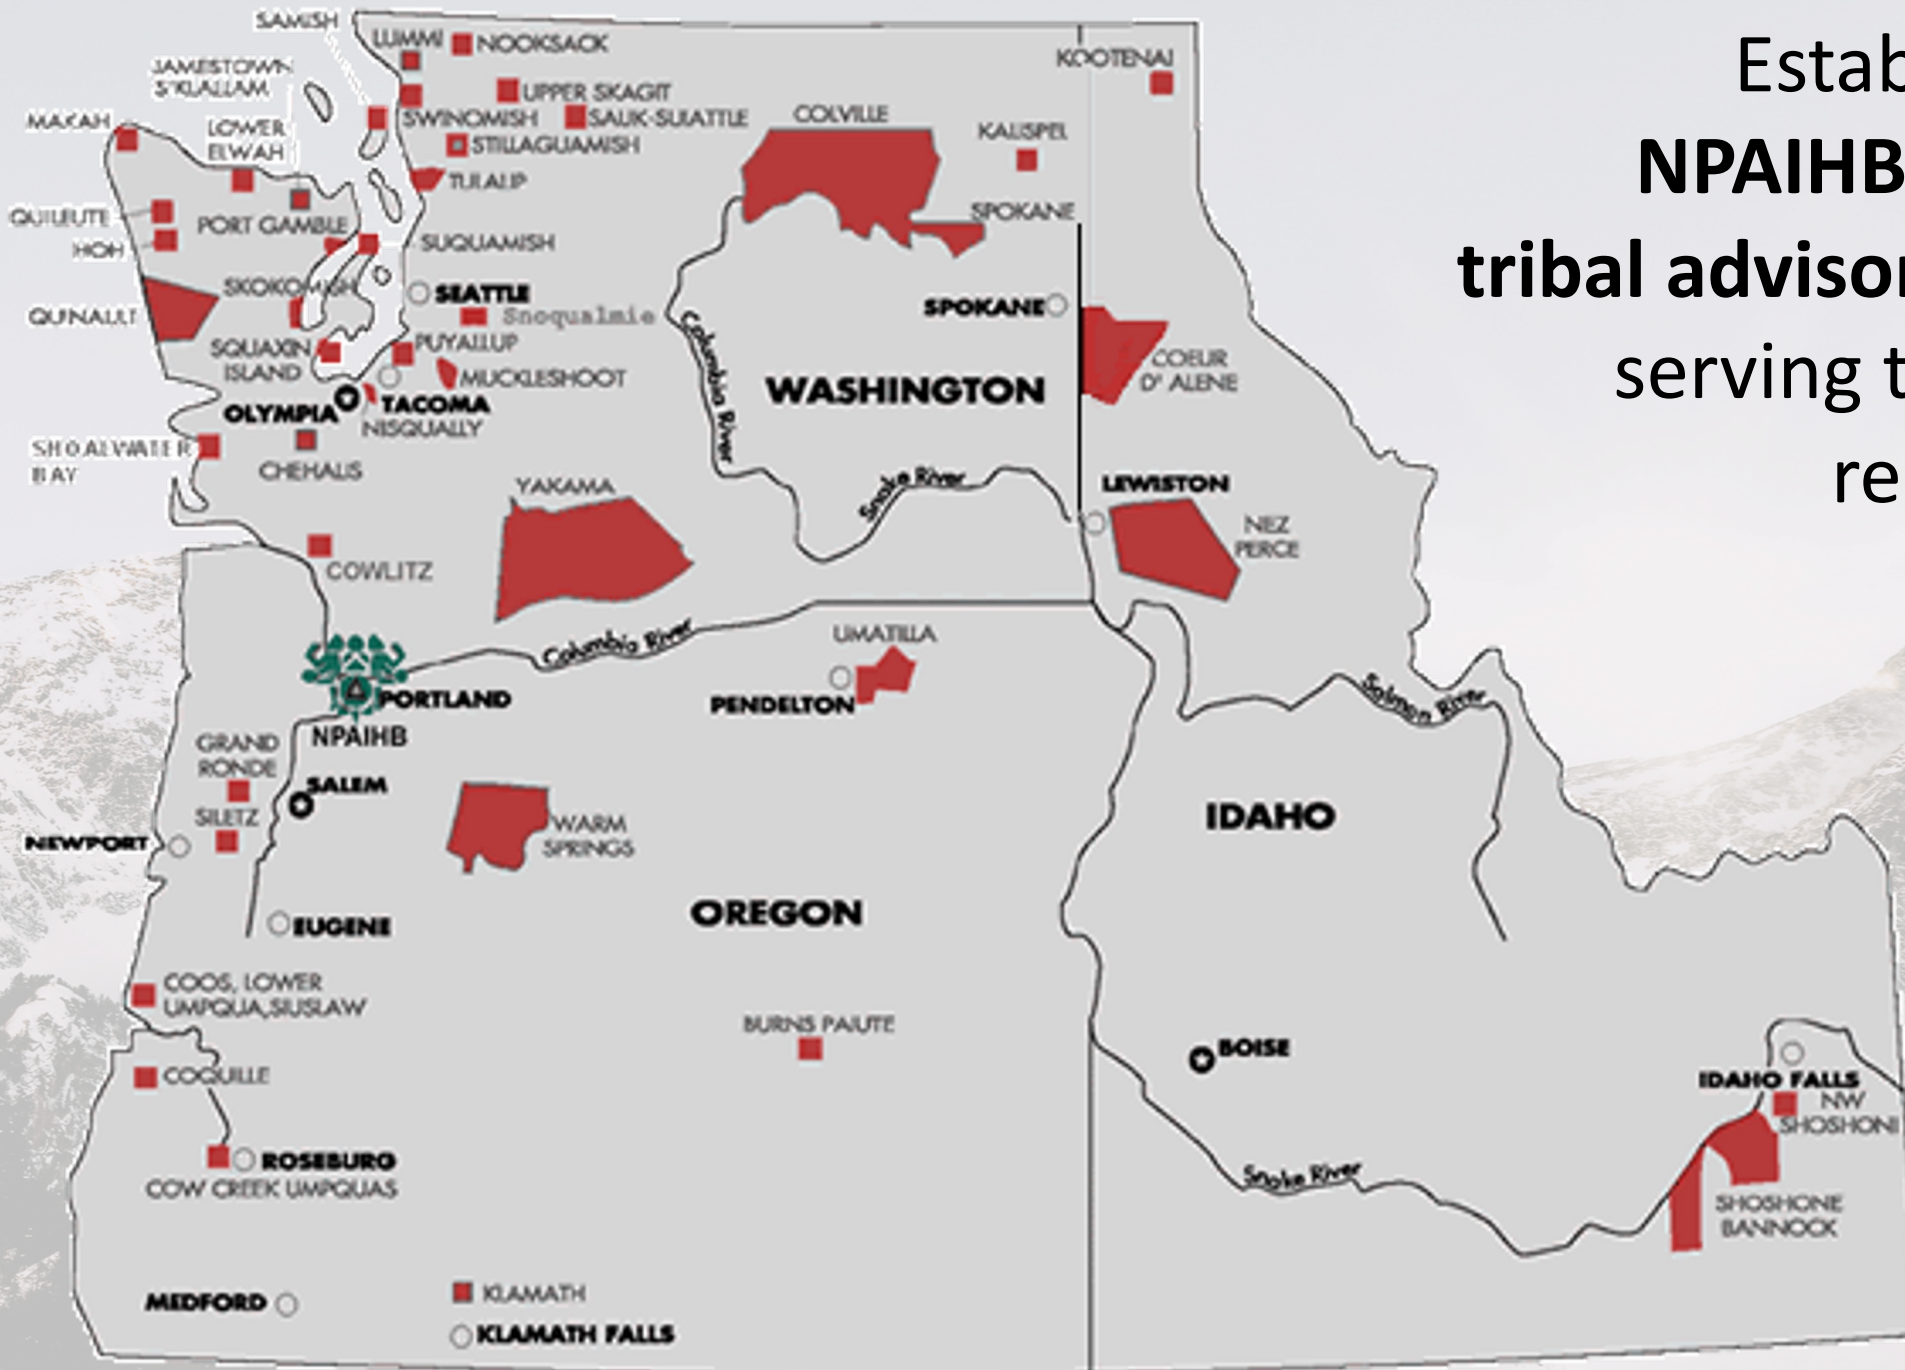 SAMISH
LUMMI
NOOKSACK
KOOTENAI
JAMESTOWN
S'KLALLAM
UPPER SKAGIT
MAKAH
LOWER
ELWAH
SWINOMISH
SAUK-SUIATTLE
COLVILLE
KALISPEL
STILLAGUAMISH
TULALIP
QUILEUTE
PORT GAMBLE
SPOKANE
HOH
SUQUAMISH
SKOKOMISH
SEATTLE
SPOKANE
QUINAULT
Snoqualmie
SQUAXIN
ISLAND
PUYALLUP
MUCKLESHOOT
Columbia River
WASHINGTON
COEUR
D' ALENE
OLYMPIA
TACOMA
NISQUALLY
SHOALWATER
BAY
CHEHALIS
YAKAMA
Snake River
LEWISTON
NEZ
PERCE
COWLITZ
Columbia River
UMATILLA
PORTLAND
PENDELTON
Salmon River
NPAIHB
GRAND
RONDE
SALEM
SILETZ
NEWPORT
WARM
SPRINGS
IDAHO
EUGENE
OREGON
COOS, LOWER
UMPQUA,SIUSLAW
BURNS PAIUTE
BOISE
COQUILLE
IDAHO FALLS
NW
SHOSHONI
ROSEBURG
COW CREEK UMPQUAS
Snake River
SHOSHONE
BANNOCK
MEDFORD
KLAMATH
KLAMATH FALLS
Estab
NPAIHB
tribal advisor
serving t
re